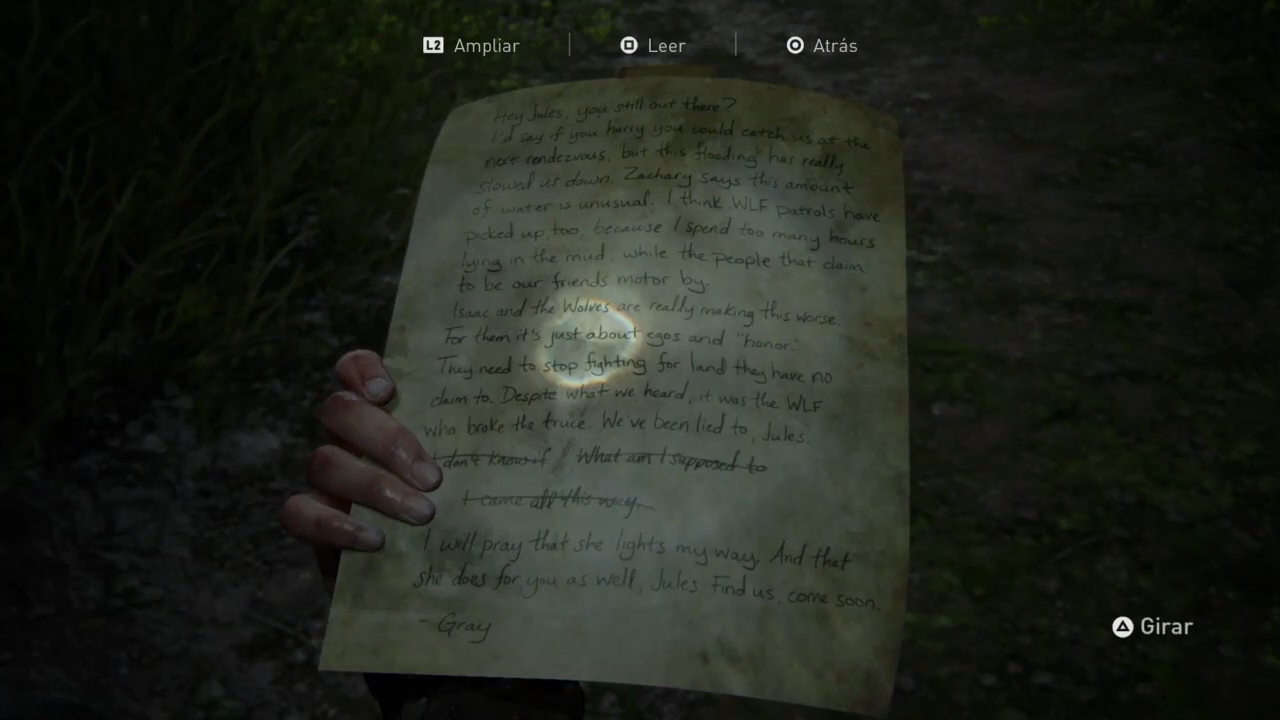 L2 Ampliar
Leer
Atrás
Hey Jules, you still out there?
I'd say if you hurry you could catch us at the
next rendezvous, but this flooding has really
slowed us down. Zachary says this amount
of water is unusual. I think WLF patrols have
picked up too, because I spend too many hours
lying in the mud, while the people that claim
to be our friends motor by.
Isaac and the Wolves are really making this worse.
For them it's just about egos and "honor."
They need to stop fighting for land they have no
claim to. Despite what we heard, it was the WLF
who broke the truce. We've been lied to, Jules.
I don't know if What am I supposed to
I came all this way
I will pray that she lights my way. And that
she does for you as well, Jules. Find us, come soon.
- Gray
Girar